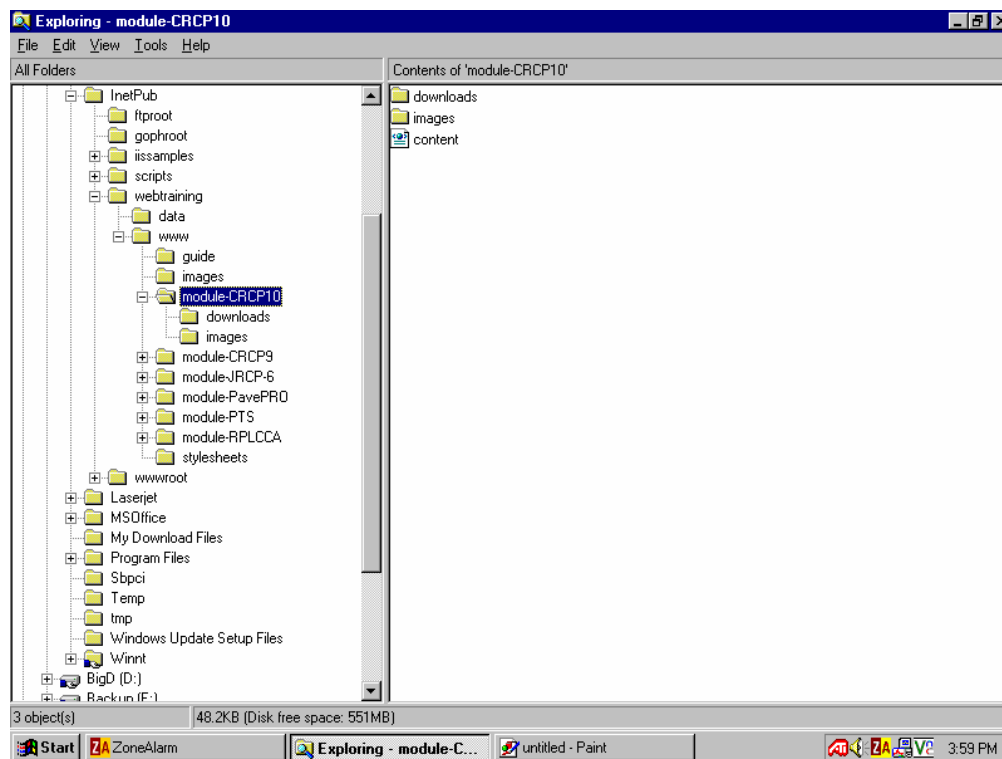 Exploring - module-CRCP10
File Edit View Tools Help
All Folders
Contents of 'module-CRCP10'
InetPub
ftproot
gophroot
iissamples
scripts
webtraining
data
www
guide
images
module-CRCP10
downloads
images
module-CRCP9
module-JRCP-6
module-PavePRO
module-PTS
module-RPLCCA
stylesheets
wwwroot
Laserjet
MSOffice
My Download Files
Program Files
Sbpci
Temp
tmp
Windows Update Setup Files
Winnt
BigD (D:)
Backup (E:)
downloads
images
content
3 object(s)
48.2KB (Disk free space: 551MB)
Start
ZA ZoneAlarm
Exploring - module-C...
untitled - Paint
ATI
ZA
3:59 PM